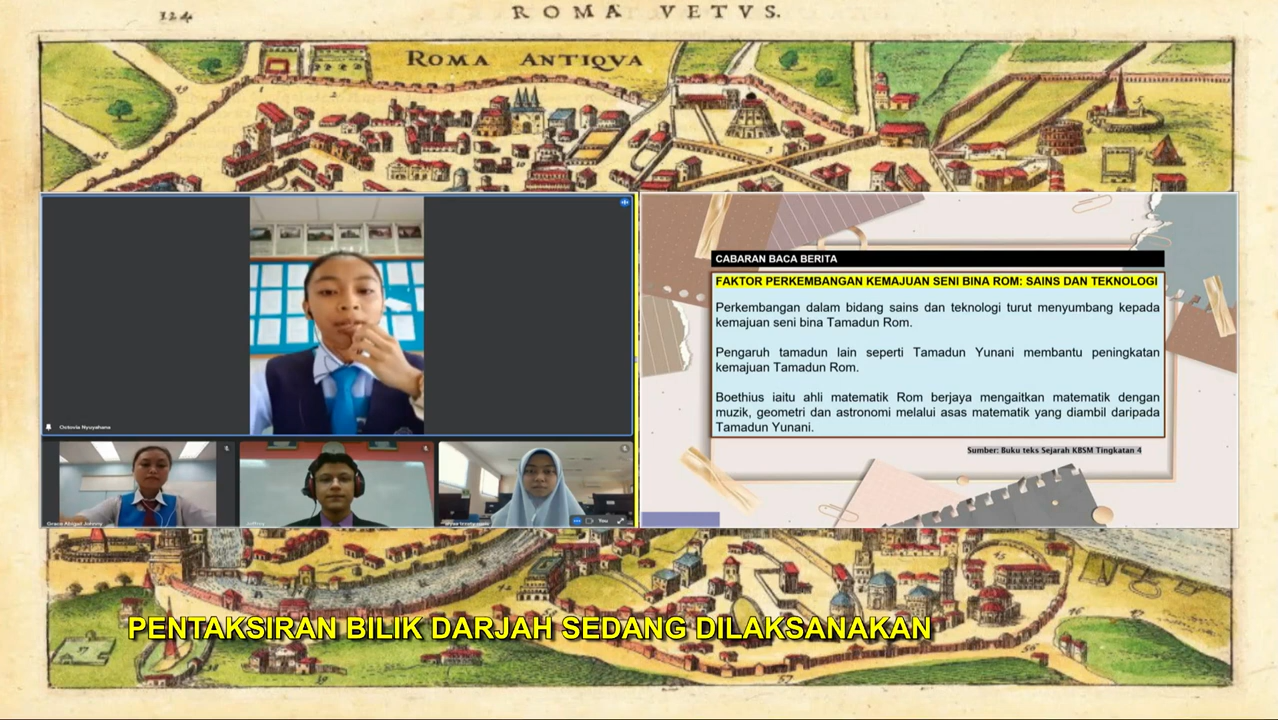 124
ROMA VETVS.
ROMA ANTIQVA
CABARAN BACA BERITA
FAKTOR PERKEMBANGAN KEMAJUAN SENI BINA ROM: SAINS DAN TEKNOLOGI
Perkembangan dalam bidang sains dan teknologi turut menyumbang kepada
kemajuan seni bina Tamadun Rom.
Pengaruh tamadun lain seperti Tamadun Yunani membantu peningkatan
kemajuan Tamadun Rom.
Boethius iaitu ahli matematik Rom berjaya mengaitkan matematik dengan
muzik, geometri dan astronomi melalui asas matematik yang diambil daripada
Tamadun Yunani.
Sumber: Buku teks Sejarah KBSM Tingkatan 4
Octovia Nyuyahana
Grace Abigail Johnny
Jeffroy
You
PENTAKSIRAN BILIK DARJAH SEDANG DILAKSANAKAN